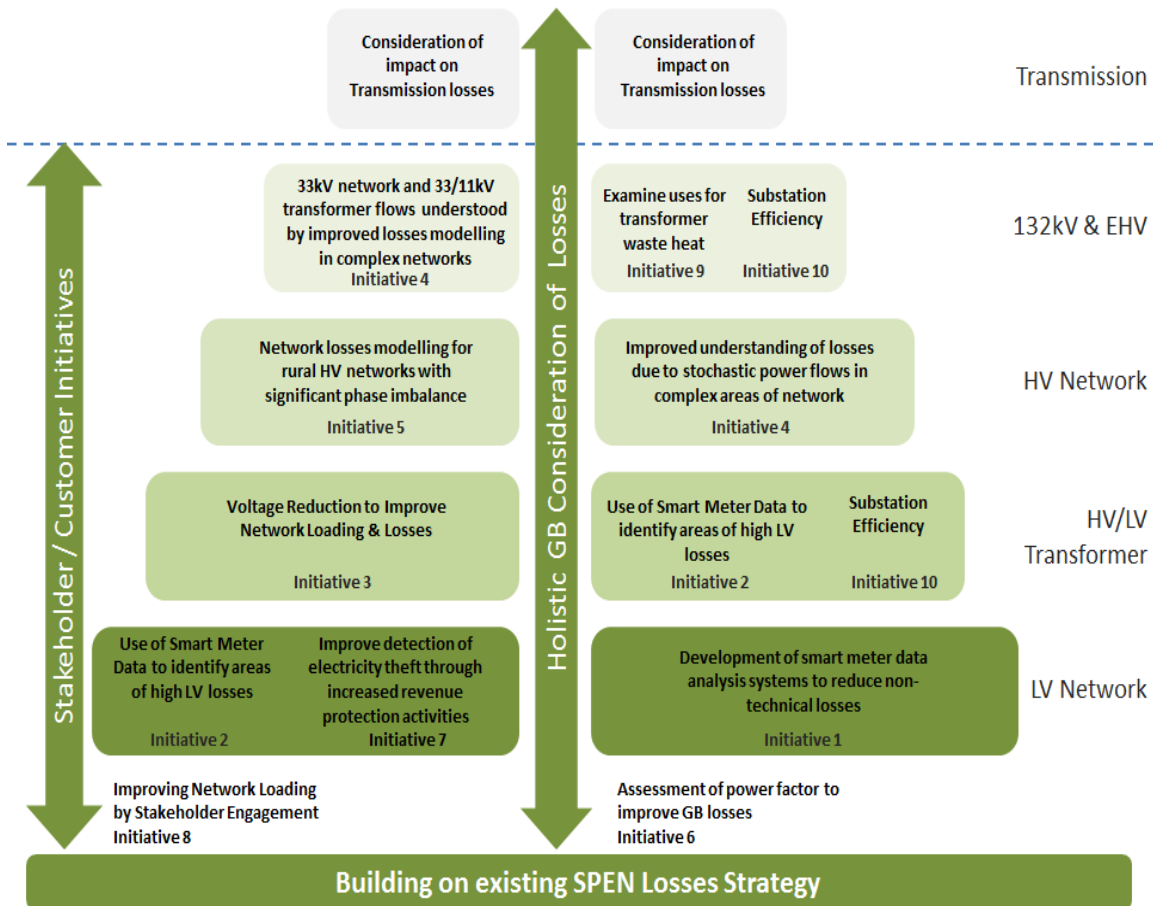 Consideration of
impact on
Transmission losses
Consideration of
impact on
Transmission losses
Transmission
33kV network and 33/11kV
transformer flows understood
by improved losses modelling
in complex networks
Initiative 4
Examine uses for
transformer
waste heat
Initiative 9
Substation
Efficiency
Initiative 10
132kV & EHV
Network losses modelling for
rural HV networks with
significant phase imbalance
Initiative 5
Improved understanding of losses
due to stochastic power flows in
complex areas of network
Initiative 4
HV Network
Voltage Reduction to Improve
Network Loading & Losses
Initiative 3
Use of Smart Meter Data to
identify areas of high LV
losses
Initiative 2
Substation
Efficiency
Initiative 10
HV/LV
Transformer
Use of Smart Meter
Data to identify areas
of high LV losses
Initiative 2
Improve detection of
electricity theft through
increased revenue
protection activities
Initiative 7
Development of smart meter data
analysis systems to reduce non-
technical losses
Initiative 1
LV Network
Stakeholder / Customer Initiatives
Holistic GB Consideration of Losses
Improving Network Loading
by Stakeholder Engagement
Initiative 8
Assessment of power factor to
improve GB losses
Initiative 6
Building on existing SPEN Losses Strategy